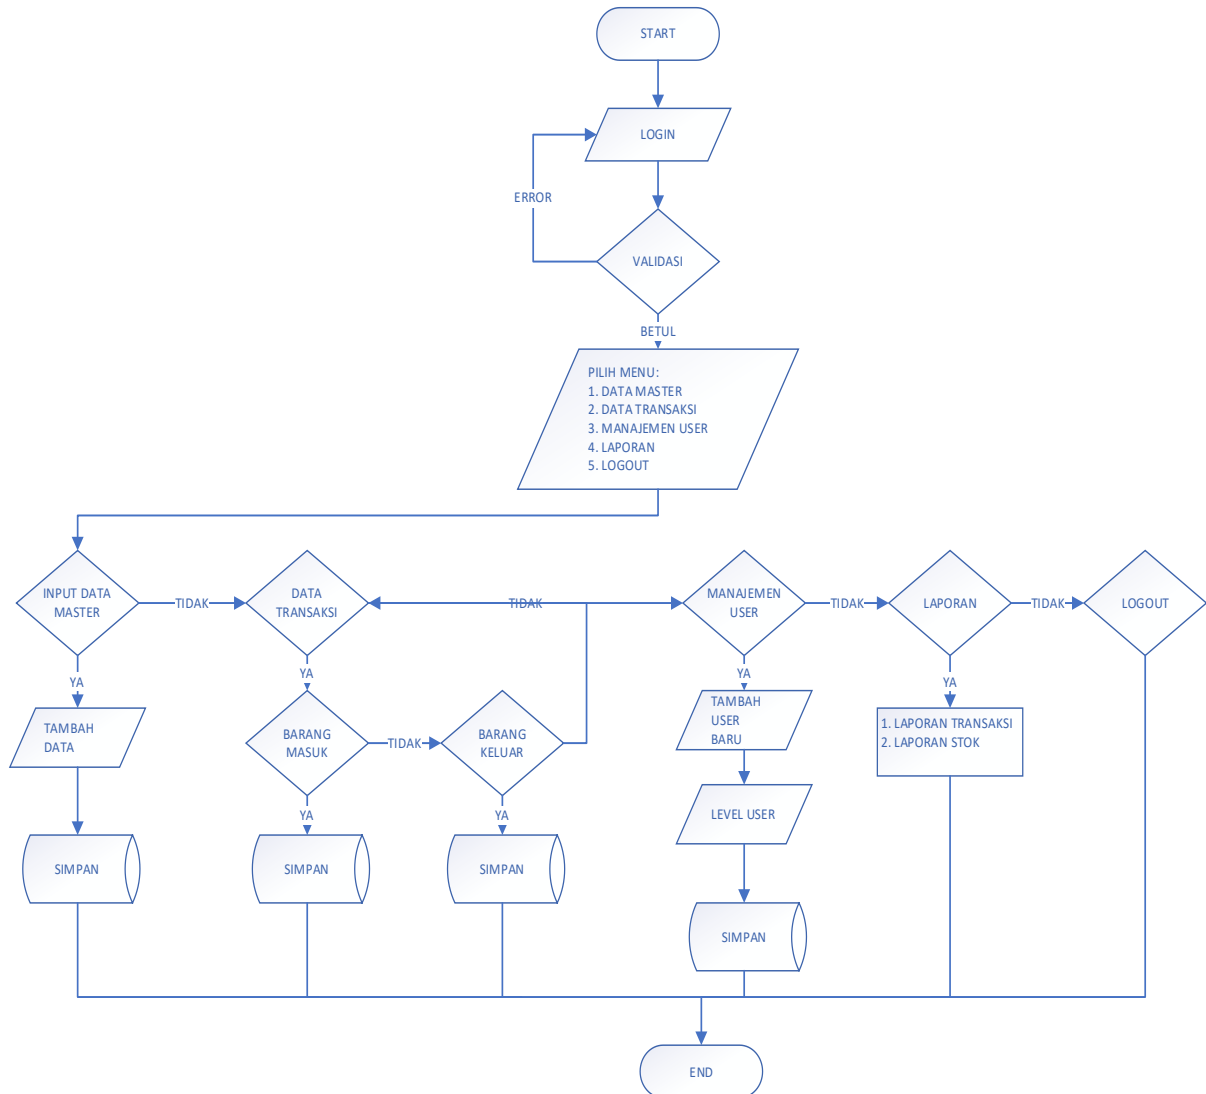 START
LOGIN
ERROR
VALIDASI
BETUL
PILIH MENU:
1. DATA MASTER
2. DATA TRANSAKSI
3. MANAJEMEN USER
4. LAPORAN
5. LOGOUT
INPUT DATA
MASTER
TIDAK
DATA
TRANSAKSI
TIDAK
MANAJEMEN
USER
TIDAK
LAPORAN
TIDAK
LOGOUT
YA
YA
YA
YA
TAMBAH
DATA
BARANG
MASUK
TIDAK
BARANG
KELUAR
TAMBAH
USER
BARU
1. LAPORAN TRANSAKSI
2. LAPORAN STOK
YA
YA
LEVEL USER
SIMPAN
SIMPAN
SIMPAN
SIMPAN
END